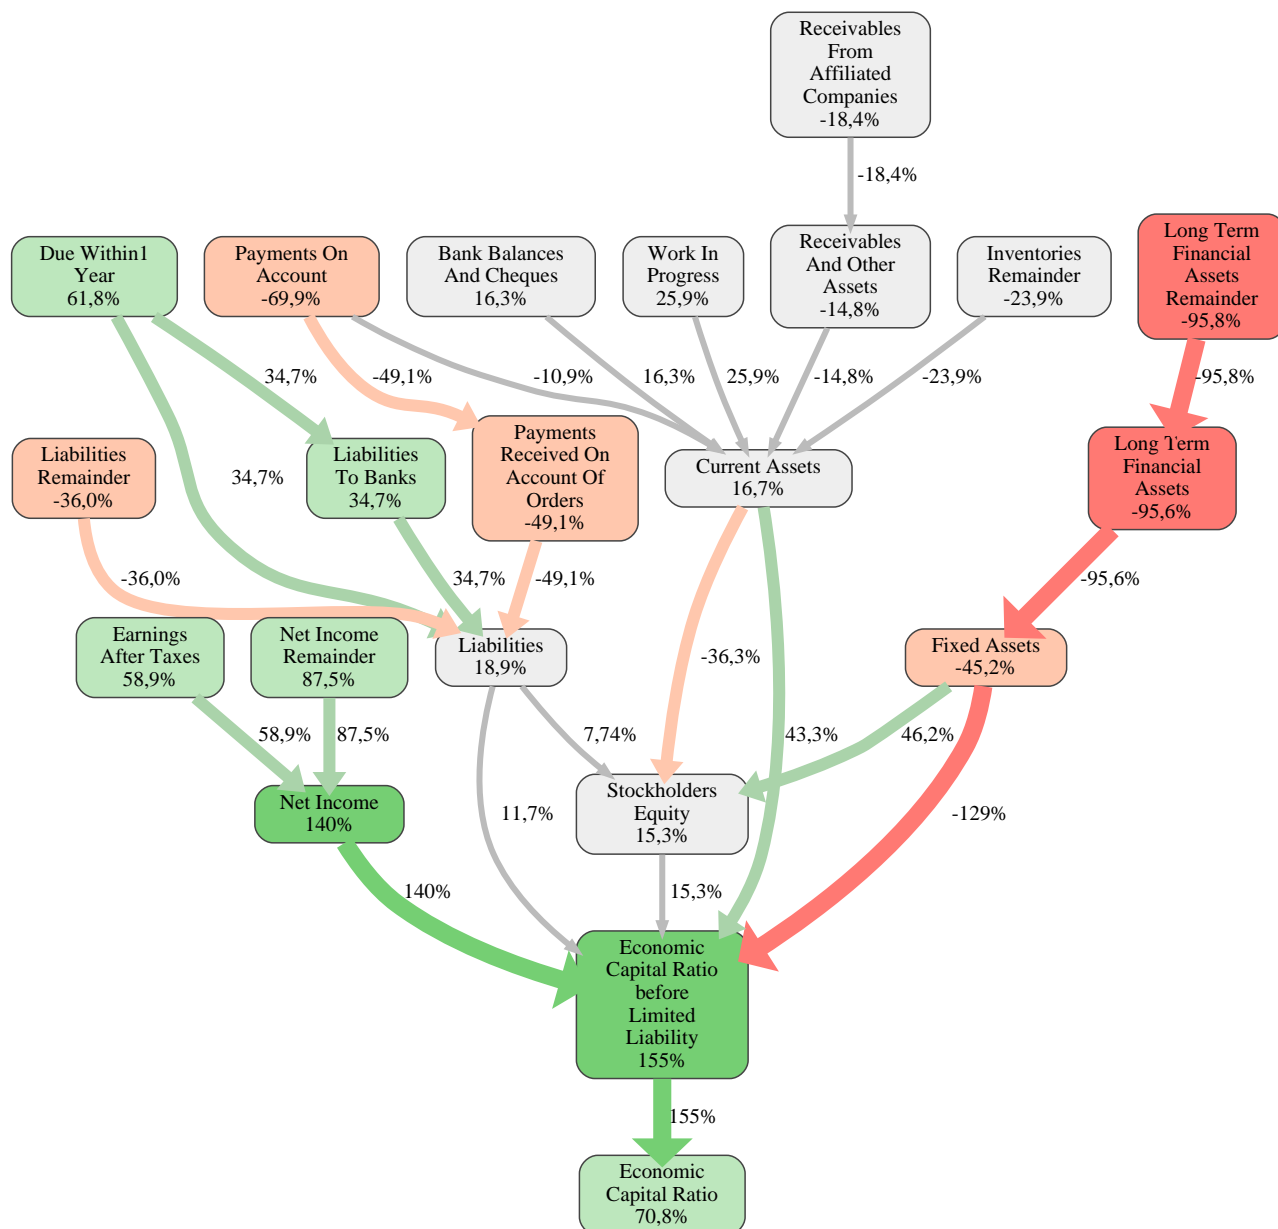 Receivables
From
Affiliated
Companies
-18,4%
-18,4%
Due Within1
Year
61,8%
Payments On
Account
-69,9%
Bank Balances
And Cheques
16,3%
Work In
Progress
25,9%
Receivables
And Other
Assets
-14,8%
Inventories
Remainder
-23,9%
Long Term
Financial
Assets
Remainder
-95,8%
34,7%
-49,1%
-10,9%
16,3%
25,9%
-14,8%
-23,9%
-95,8%
Liabilities
Remainder
-36,0%
34,7%
Liabilities
To Banks
34,7%
Payments
Received On
Account Of
Orders
-49,1%
Current Assets
16,7%
Long Term
Financial
Assets
-95,6%
-36,0%
34,7%
-49,1%
-95,6%
Earnings
After Taxes
58,9%
Net Income
Remainder
87,5%
Liabilities
18,9%
-36,3%
Fixed Assets
-45,2%
58,9%
87,5%
7,74%
43,3%
46,2%
Net Income
140%
11,7%
Stockholders
Equity
15,3%
-129%
140%
15,3%
Economic
Capital Ratio
before
Limited
Liability
155%
155%
Economic
Capital Ratio
70,8%